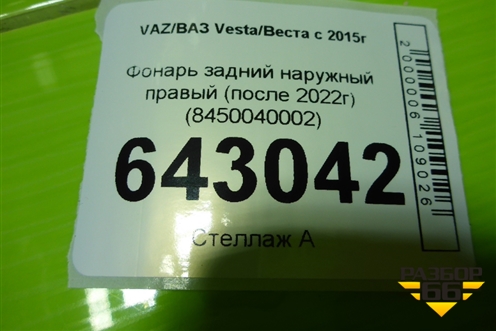 VAZ/ВАЗ Vesta/Веста с 2015г
Фонарь задний наружный
правый (после 2022г)
(8450040002)
643042
Стеллаж А
2000006109026
РАЗБОР
66